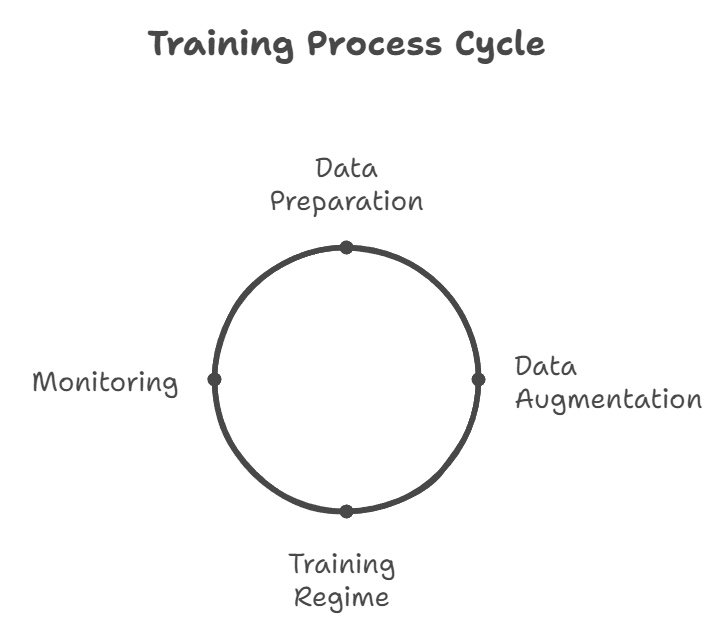 Training Process Cycle
Data
Preparation
Data
Augmentation
Training
Regime
Monitoring